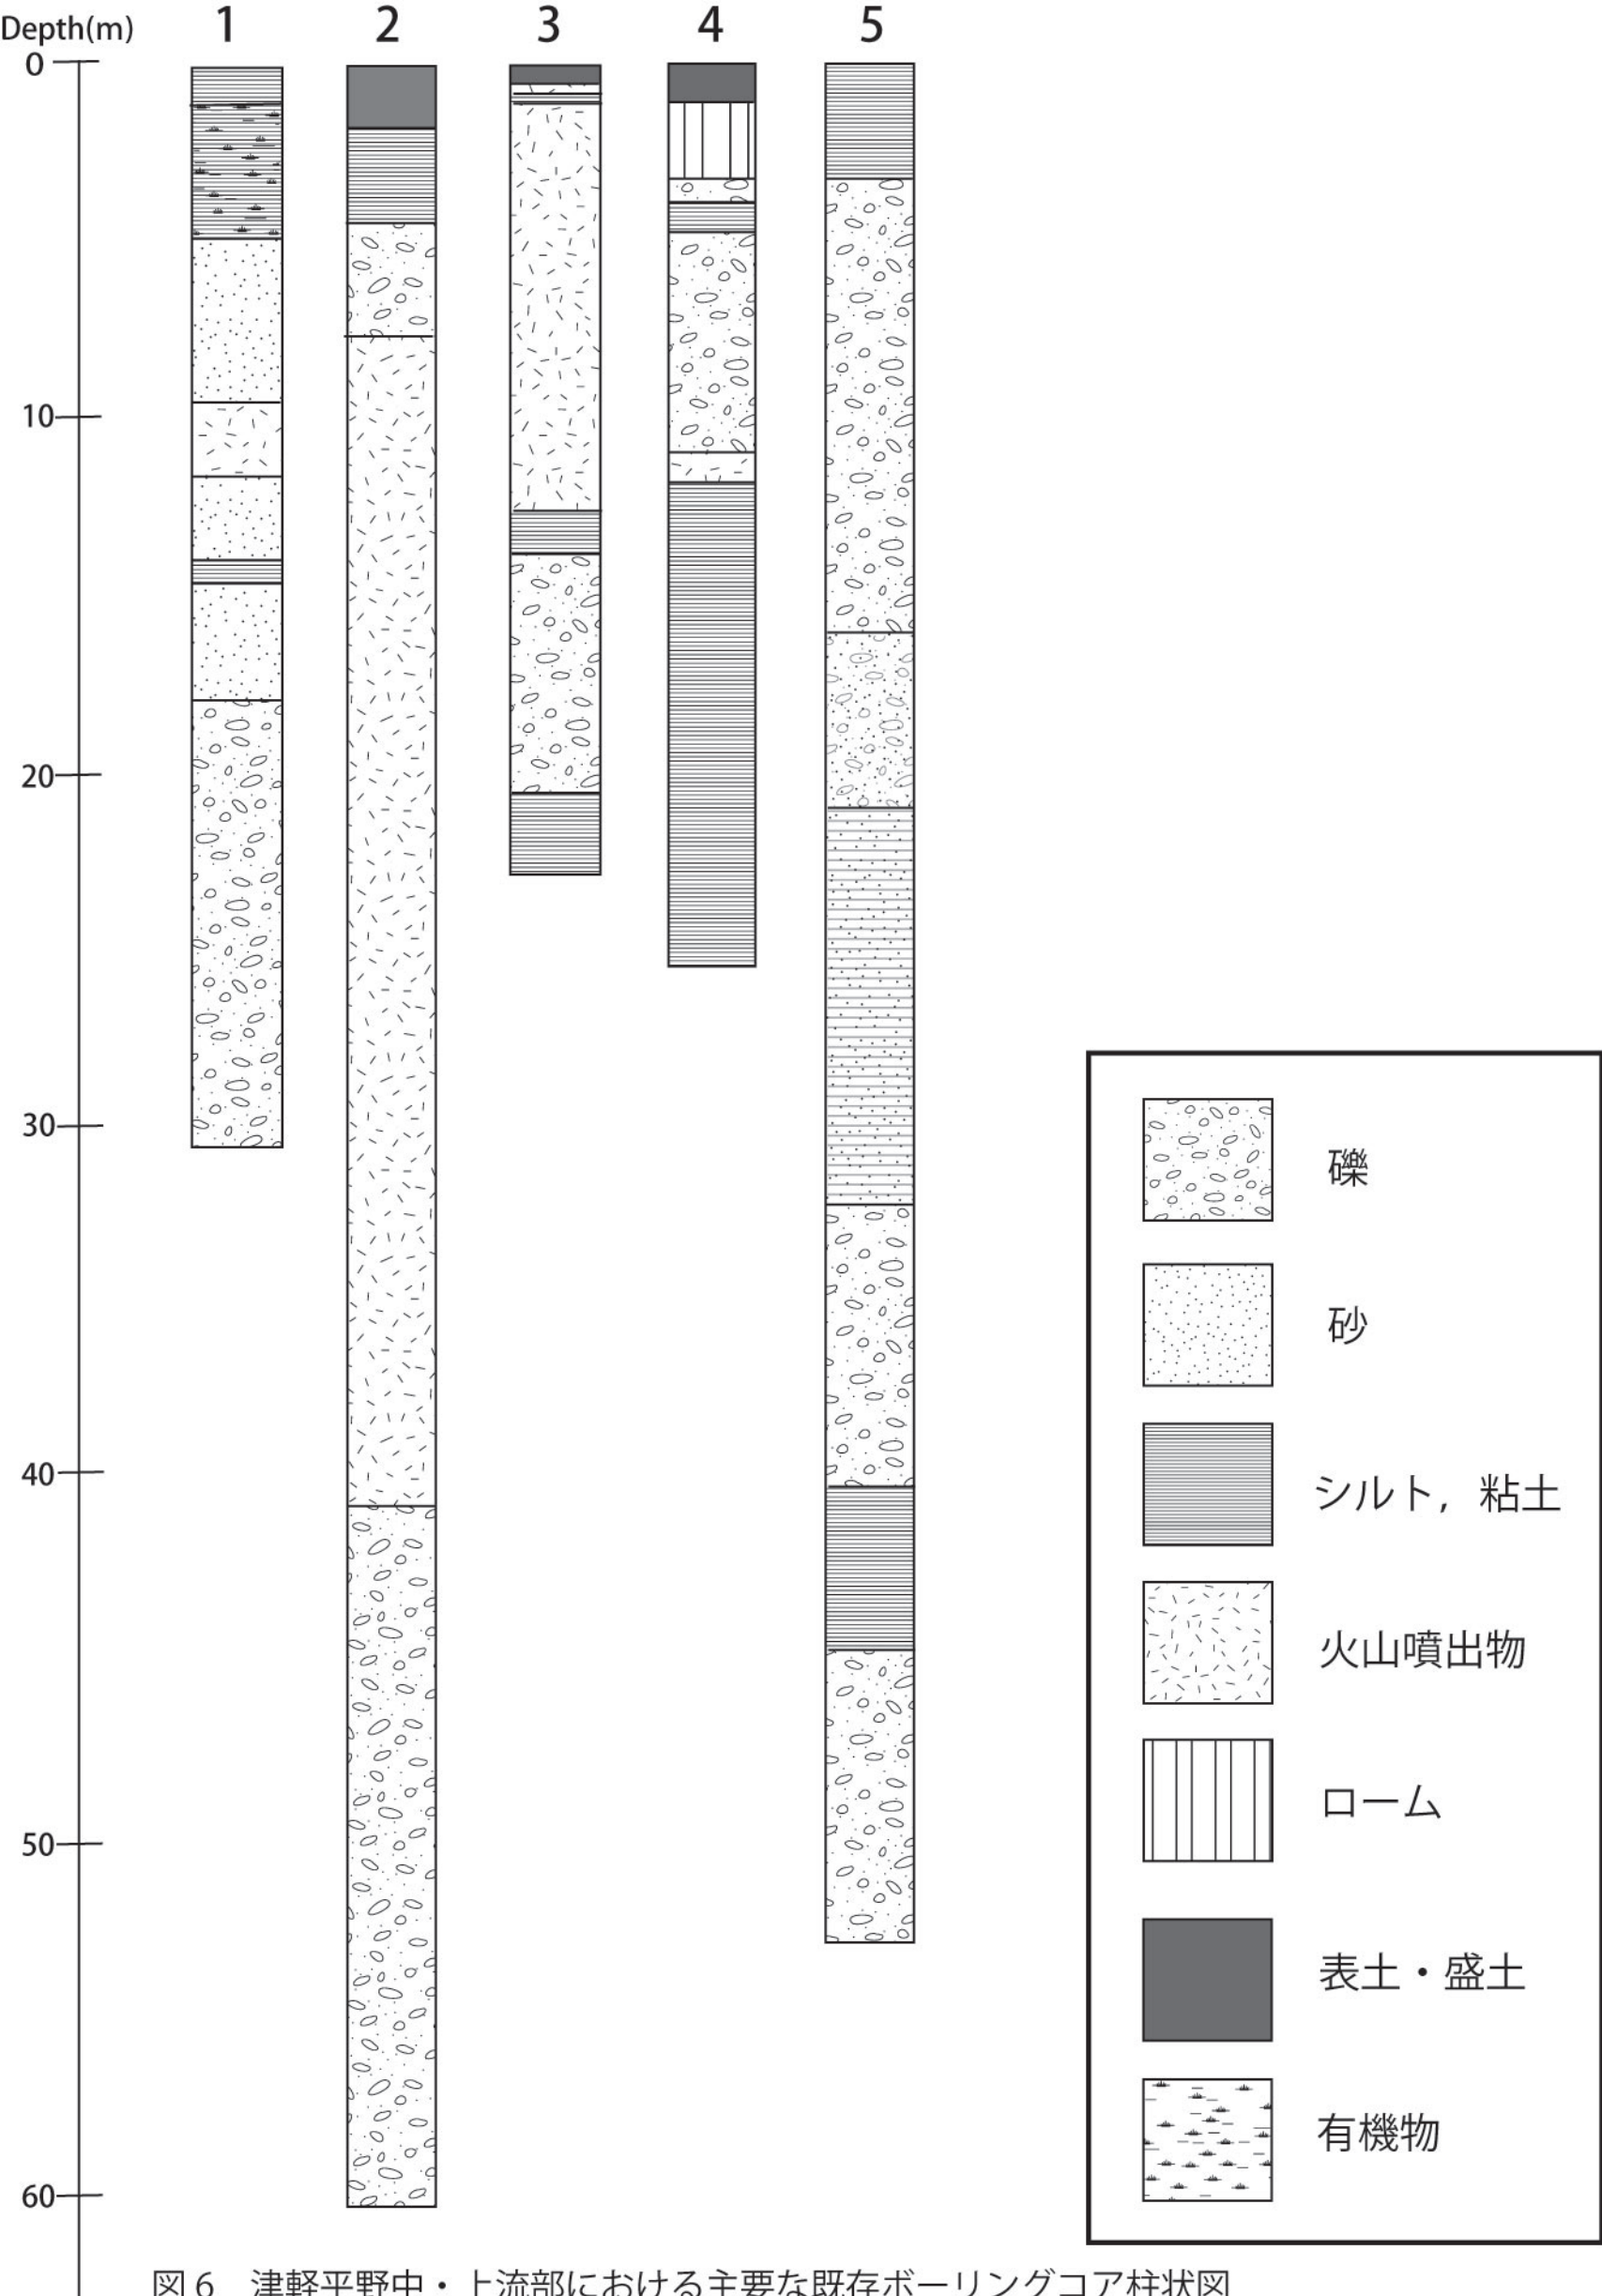 Depth(m)
1 2 3 4 5
0
10
20
30
40
50
60
礫
砂
シルト，粘土
火山噴出物
ローム
表土・盛土
有機物
図6 津軽平野中・上流部における主要な既存ボーリングコア柱状図